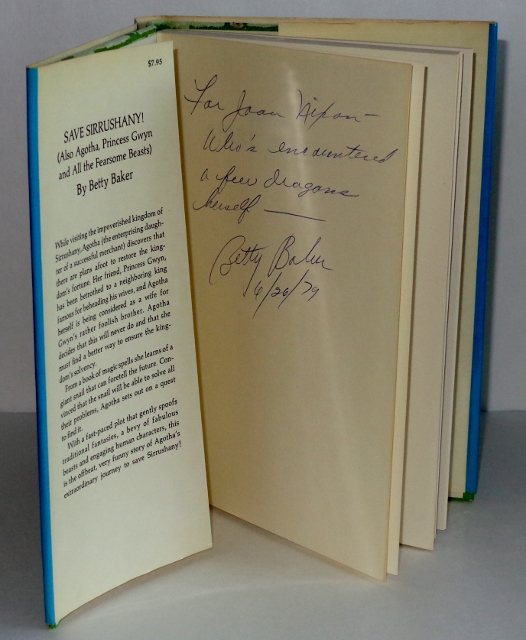 $7.95
SAVE SIRRUSHANY!
(Also Agotha, Princess Gwyn
and All the Fearsome Beasts)
By Betty Baker
While visiting the impoverished kingdom of
Sirrushany, Agotha (the enterprising daugh-
ter of a successful merchant) discovers that
there are plans afoot to restore the king-
dom's fortune. Her friend, Princess Gwyn,
has been betrothed to a neighboring king
famous for beheading his wives, and Agotha
herself is being considered as a wife for
Gwyn's rather foolish brother. Agotha
decides that this will never do and that she
must find a better way to ensure the king-
dom's solvency.
From a book of magic spells she learns of a
giant snail that can foretell the future. Con-
vinced that the snail will be able to solve all
their problems, Agotha sets out on a quest
to find it.
With a fast-paced plot that gently spoofs
traditional fantasies, a bevy of fabulous
beasts and engaging human characters, this
is the offbeat, very funny story of Agotha's
extraordinary journey to save Sirrushany!
For Joan Nixon–
Who's encountered
a few dragons
herself —
Betty Baker
4/26/79